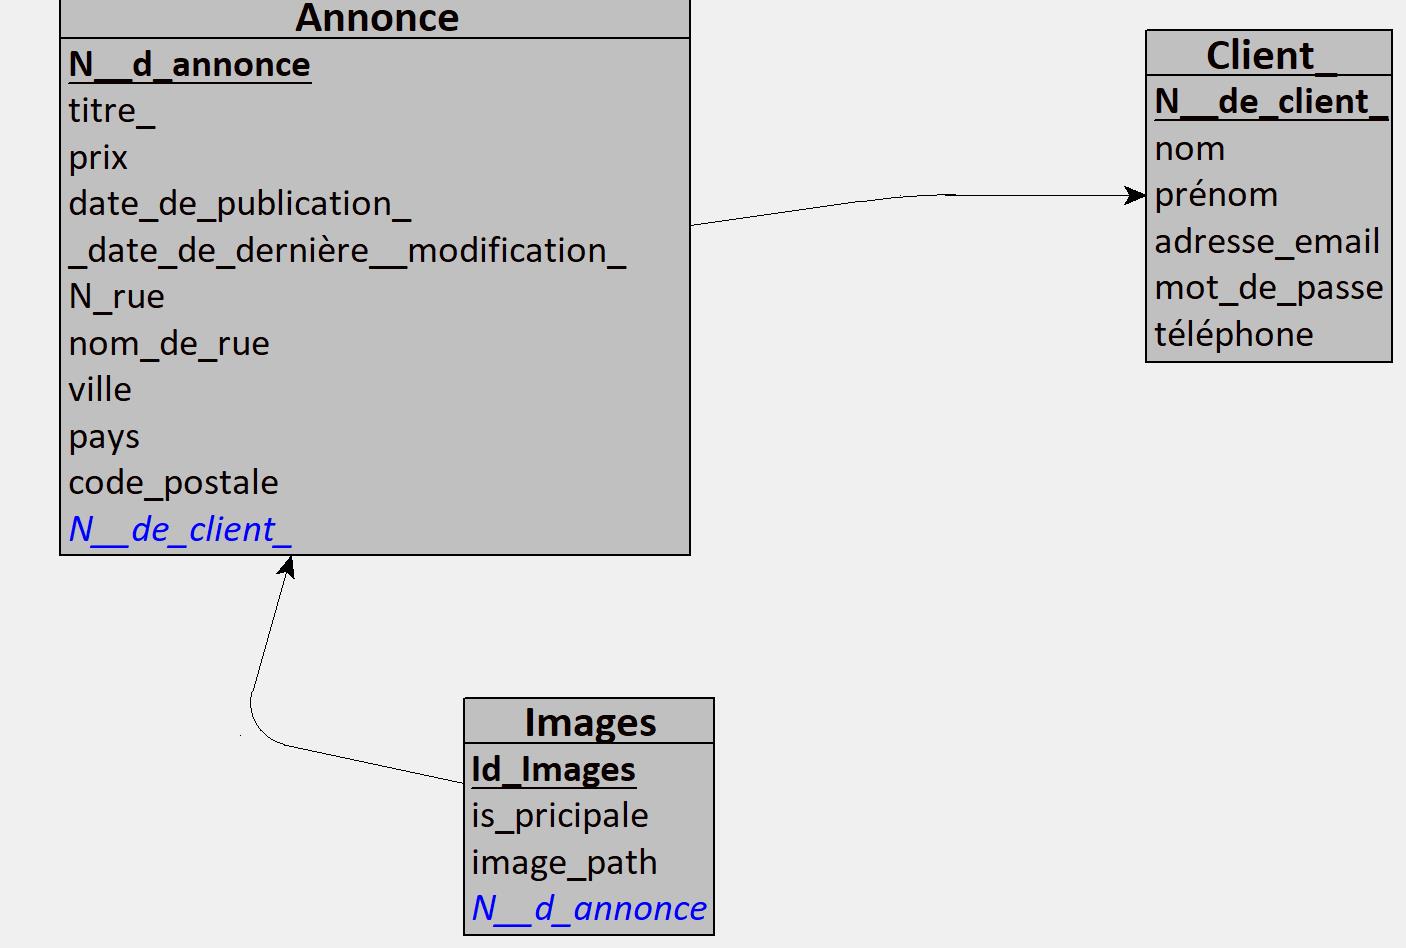 Annonce
N__d_annonce
titre_
prix
date_de_publication_
_date_de_dernière__modification_
N_rue
nom_de_rue
ville
pays
code_postale
N__de_client_
Client_
N__de_client_
nom
prénom
adresse_email
mot_de_passe
téléphone
Images
Id_Images
is_pricipale
image_path
N__d_annonce